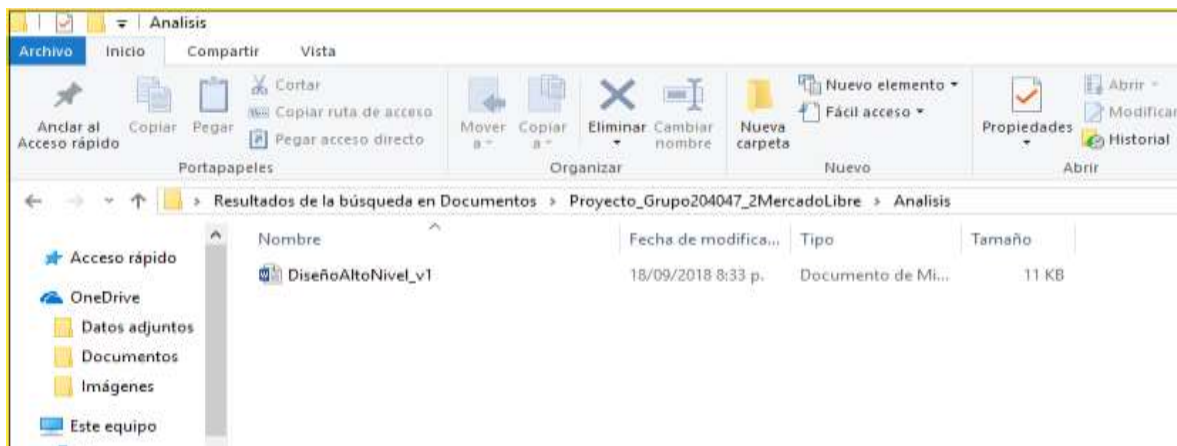 Analisis
Archivo Inicio Compartir Vista
Anclar al Acceso rápido
Copiar
Pegar
Cortar
Copiar ruta de acceso
Pegar acceso directo
Portapapeles
Mover a
Copiar a
Eliminar
Cambiar nombre
Organizar
Nueva carpeta
Nuevo elemento
Fácil acceso
Nuevo
Propiedades
Abrir
Modificar
Historial
Abrir
Resultados de la búsqueda en Documentos > Proyecto_Grupo204047_2MercadoLibre > Analisis
Acceso rápido
OneDrive
Datos adjuntos
Documentos
Imágenes
Este equipo
Nombre Fecha de modifica... Tipo Tamaño
DiseñoAltoNivel_v1 18/09/2018 8:33 p. Documento de Mi... 11 KB